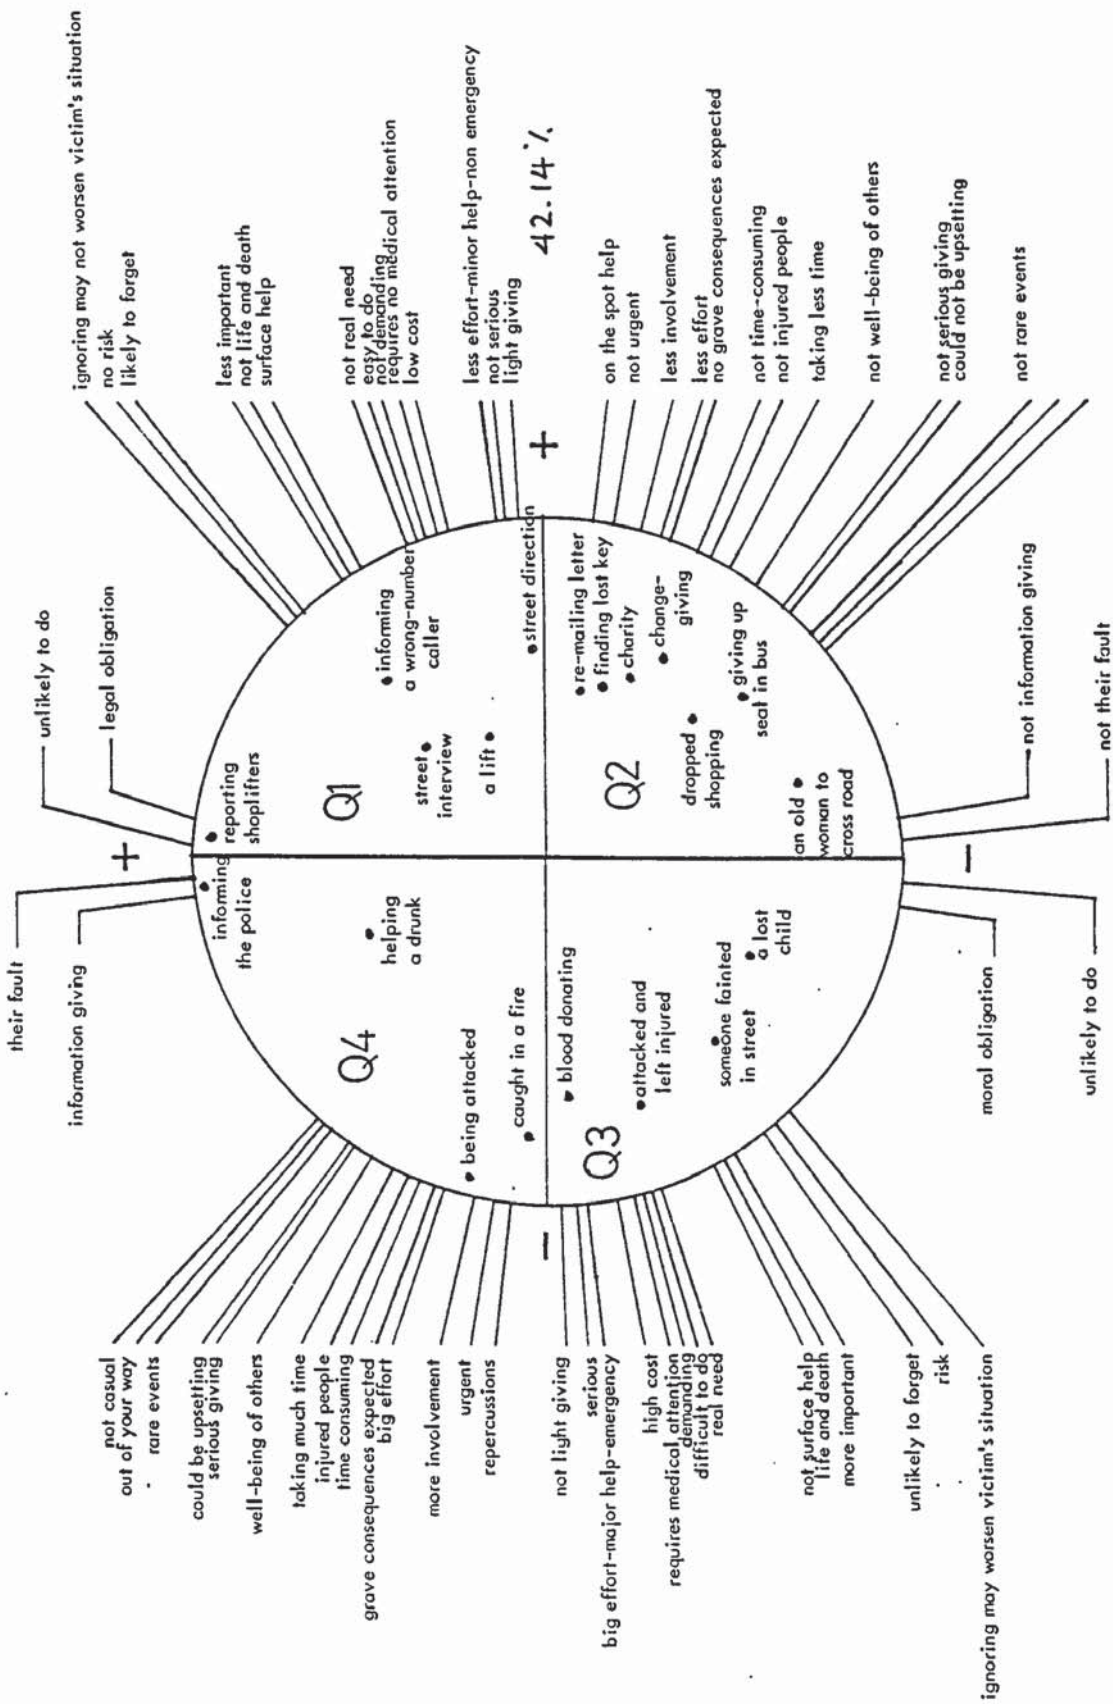 their fault
information giving
unlikely to do
legal obligation
+
not casual
out of your way
rare events
could be upsetting
serious giving
well-being of others
taking much time
injured people
time consuming
grave consequences expected
big effort
more involvement
urgent
repercussions
not light giving
serious
big effort-major help-emergency
high cost
requires medical attention
demanding
difficult to do
real need
not surface help
life and death
more important
unlikely to forget
risk
ignoring may worsen victim's situation
−
Q4
informing
the police
helping
a drunk
being attacked
caught in a fire
Q1
reporting
shoplifters
informing
a wrong-number
caller
street
interview
a lift
street direction
Q3
blood donating
attacked and
left injured
someone fainted
in street
a lost
child
Q2
re-mailing letter
finding lost key
charity
change-
giving
dropped
shopping
giving up
seat in bus
an old
woman to
cross road
+
42.14%
ignoring may not worsen victim's situation
no risk
likely to forget
less important
not life and death
surface help
not real need
easy to do
not demanding
requires no medical attention
low cost
less effort-minor help-non emergency
not serious
light giving
on the spot help
not urgent
less involvement
less effort
no grave consequences expected
not time-consuming
not injured people
taking less time
not well-being of others
not serious giving
could not be upsetting
not rare events
−
moral obligation
unlikely to do
not information giving
not their fault